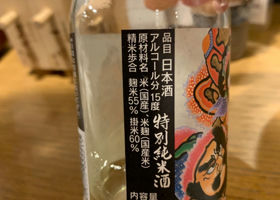 品目 日本酒
アルコール分 15度
原材料名 米(国産)、米麹(国産米)
精米歩合 麹米55% 掛米60%
特別純米酒
内容量